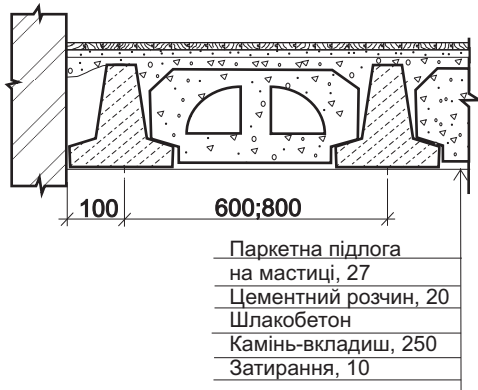 100 600;800
Паркетна підлога
на мастиці, 27
Цементний розчин, 20
Шлакобетон
Камінь-вкладиш, 250
Затирання, 10